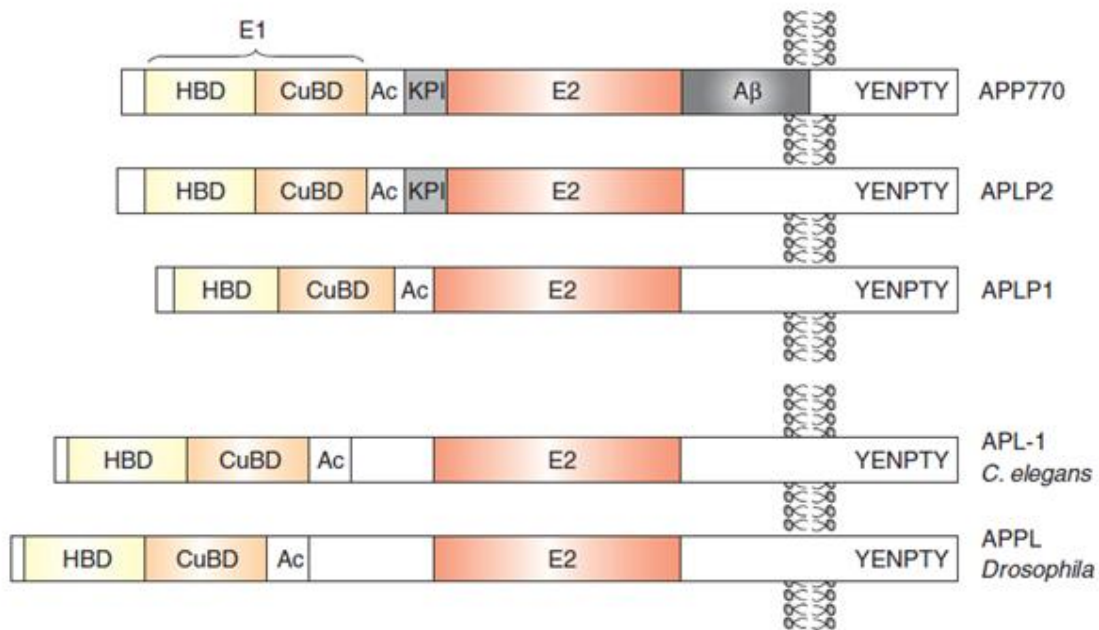 E1
HBD CuBD Ac KPI E2 Aβ YENPTY APP770
HBD CuBD Ac KPI E2 YENPTY APLP2
HBD CuBD Ac E2 YENPTY APLP1
HBD CuBD Ac E2 YENPTY APL-1
C. elegans
HBD CuBD Ac E2 YENPTY APPL
Drosophila